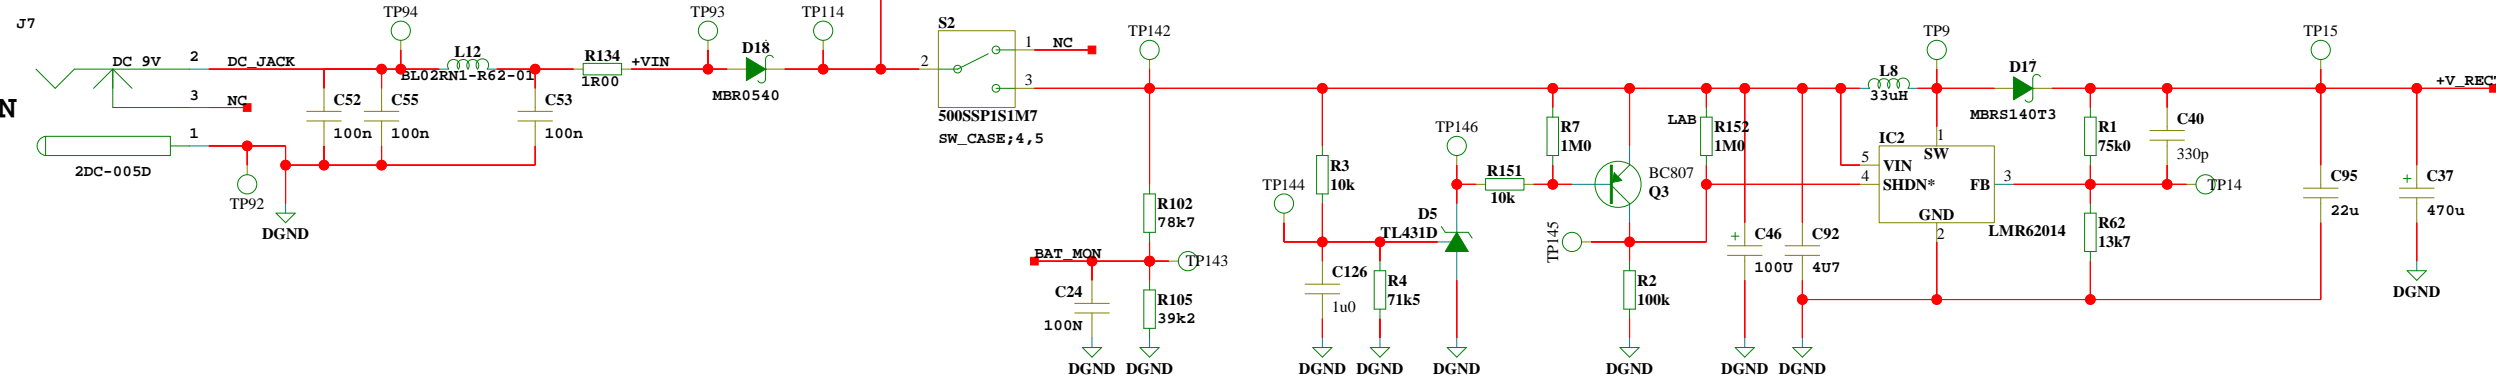 J7
DC 9V
2
DC_JACK
3
NC
N
1
2DC-005D
TP92
DGND
TP94
L12
BL02RN1-R62-01
C52
100n
C55
100n
C53
100n
R134
1R00
+VIN
TP93
D18
MBR0540
TP114
S2
2
1
NC
3
500SSP1S1M7
SW_CASE;4,5
TP142
R102
78k7
BAT_MON
TP143
C24
100N
R105
39k2
DGND
DGND
R3
10k
TP144
C126
1u0
R4
71k5
DGND
DGND
TP146
D5
TL431D
DGND
R151
10k
R7
1M0
BC807
Q3
TP145
R2
100k
DGND
LAB
R152
1M0
C46
+
100U
C92
4U7
DGND
DGND
L8
33uH
TP9
D17
MBRS140T3
IC2
1
SW
5
VIN
4
SHDN*
FB
3
GND
2
LMR62014
R1
75k0
C40
330p
TP14
R62
13k7
TP15
C95
22u
+V_REC
C37
+
470u
DGND